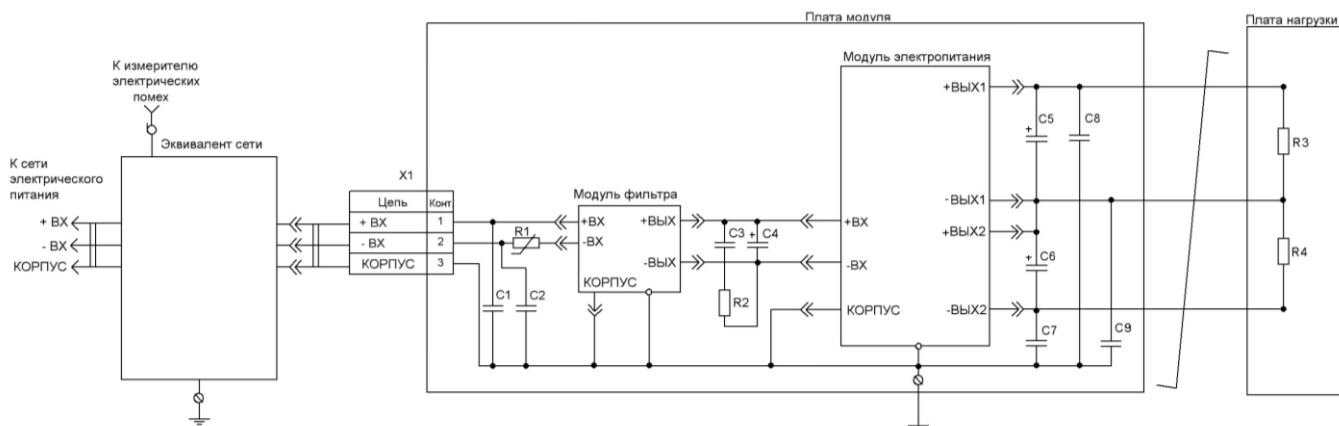 Плата модуля
Плата нагрузки
К измерителю
электрических
помех
Модуль электропитания
Эквивалент сети
К сети
электрического
питания
+ ВХ
- ВХ
КОРПУС
X1
Цепь Конт.
+ ВХ 1
- ВХ 2
КОРПУС 3
R1
C1
C2
Модуль фильтра
+ВХ
-ВХ
+ВЫХ
-ВЫХ
КОРПУС
C3
+
C4
R2
+ВХ
-ВХ
КОРПУС
+ВЫХ1
-ВЫХ1
+ВЫХ2
-ВЫХ2
+
C5
C8
+
C6
C7
C9
R3
R4